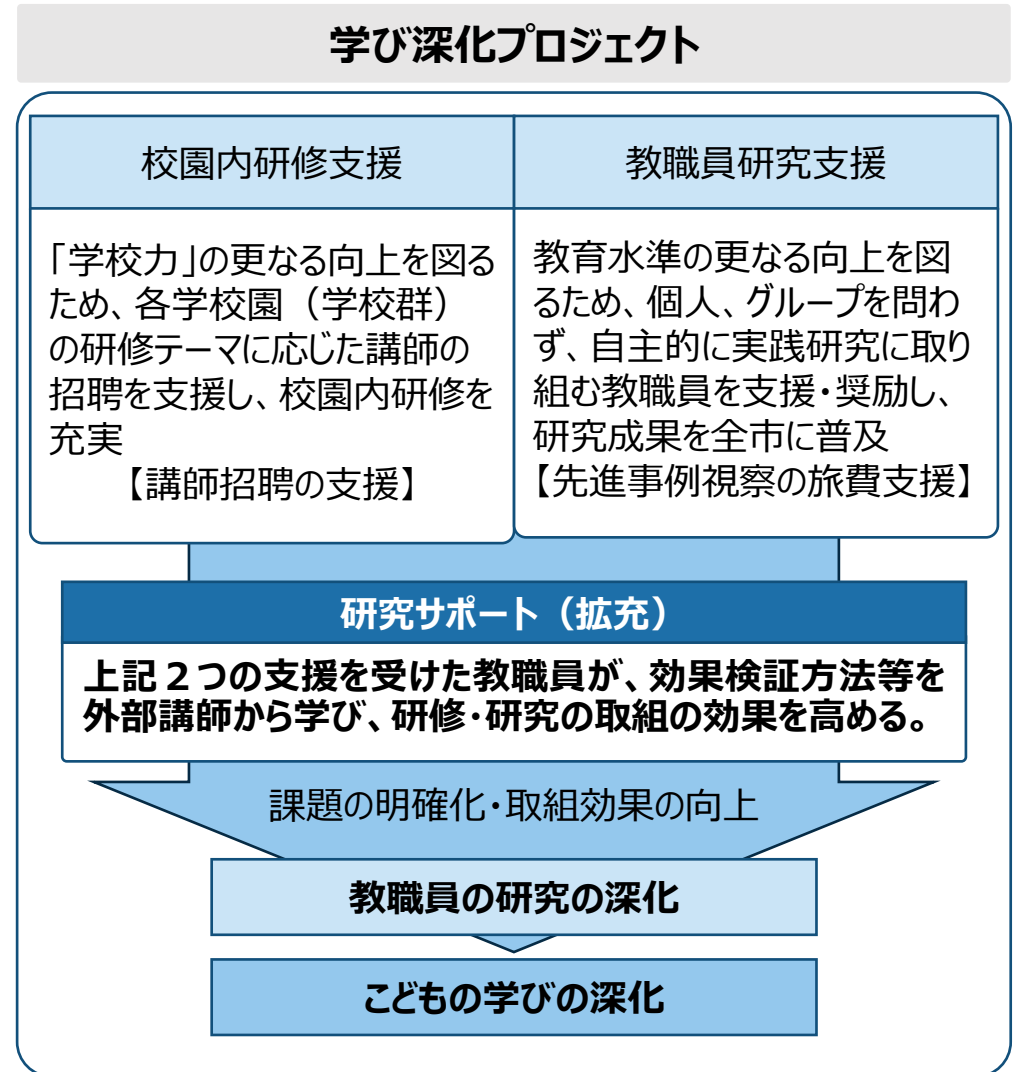 学び深化プロジェクト
校園内研修支援
「学校力」の更なる向上を図る
ため、各学校園（学校群）
の研修テーマに応じた講師の
招聘を支援し、校園内研修を
充実
【講師招聘の支援】
教職員研究支援
教育水準の更なる向上を図
るため、個人、グループを問わ
ず、自主的に実践研究に取り
組む教職員を支援・奨励し、
研究成果を全市に普及
【先進事例視察の旅費支援】
研究サポート（拡充）
上記２つの支援を受けた教職員が、効果検証方法等を
外部講師から学び、研修・研究の取組の効果を高める。
課題の明確化・取組効果の向上
教職員の研究の深化
こどもの学びの深化